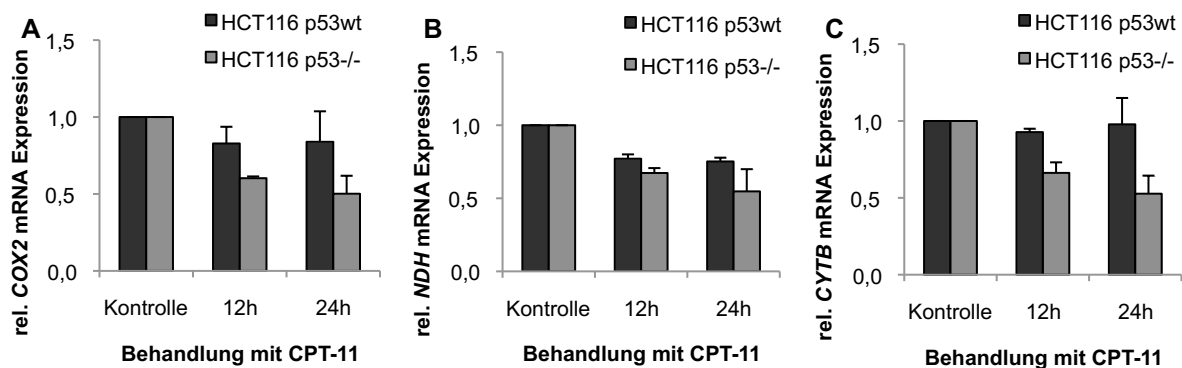 A
rel. COX2 mRNA Expression
1,5
1,0
0,5
0,0
HCT116 p53wt
HCT116 p53-/-
Kontrolle 12h 24h
Behandlung mit CPT-11
B
rel. NDH mRNA Expression
1,5
1,0
0,5
0,0
HCT116 p53wt
HCT116 p53-/-
Kontrolle 12h 24h
Behandlung mit CPT-11
C
rel. CYTB mRNA Expression
1,5
1,0
0,5
0,0
HCT116 p53wt
HCT116 p53-/-
Kontrolle 12h 24h
Behandlung mit CPT-11